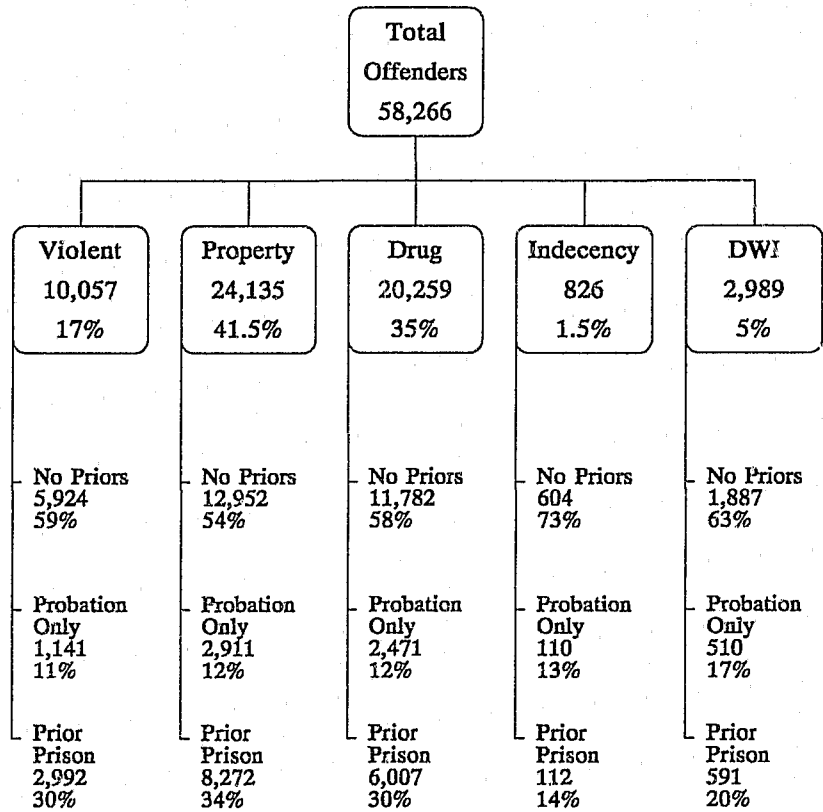 Total
Offenders
58,266
Violent
10,057
17%
Property
24,135
41.5%
Drug
20,259
35%
Indecency
826
1.5%
DWI
2,989
5%
No Priors
5,924
59%
No Priors
12,952
54%
No Priors
11,782
58%
No Priors
604
73%
No Priors
1,887
63%
Probation
Only
1,141
11%
Probation
Only
2,911
12%
Probation
Only
2,471
12%
Probation
Only
110
13%
Probation
Only
510
17%
Prior
Prison
2,992
30%
Prior
Prison
8,272
34%
Prior
Prison
6,007
30%
Prior
Prison
112
14%
Prior
Prison
591
20%